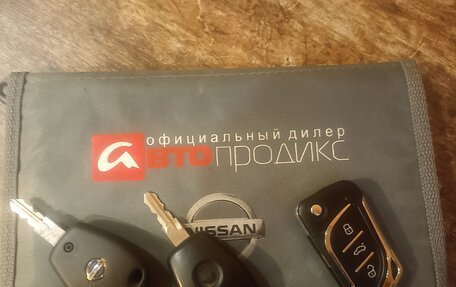 официальный дилер
автопродикс
NISSAN